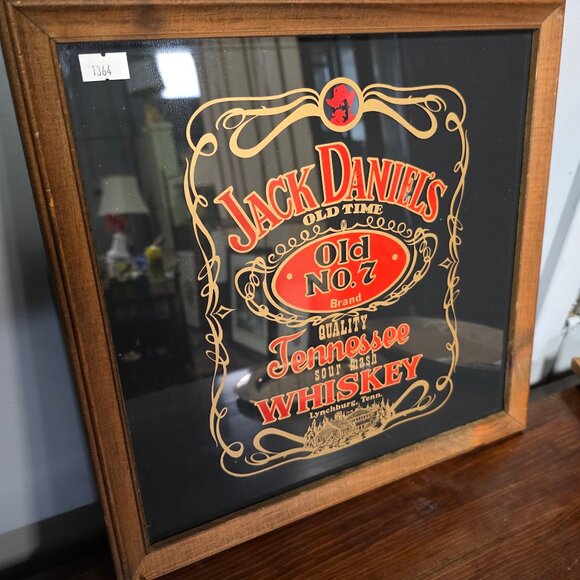 1364
JACK DANIEL'S
OLD TIME
Old
NO. 7
Brand
QUALITY
Tennessee
sour mash
WHISKEY
Lynchburg, Tenn.